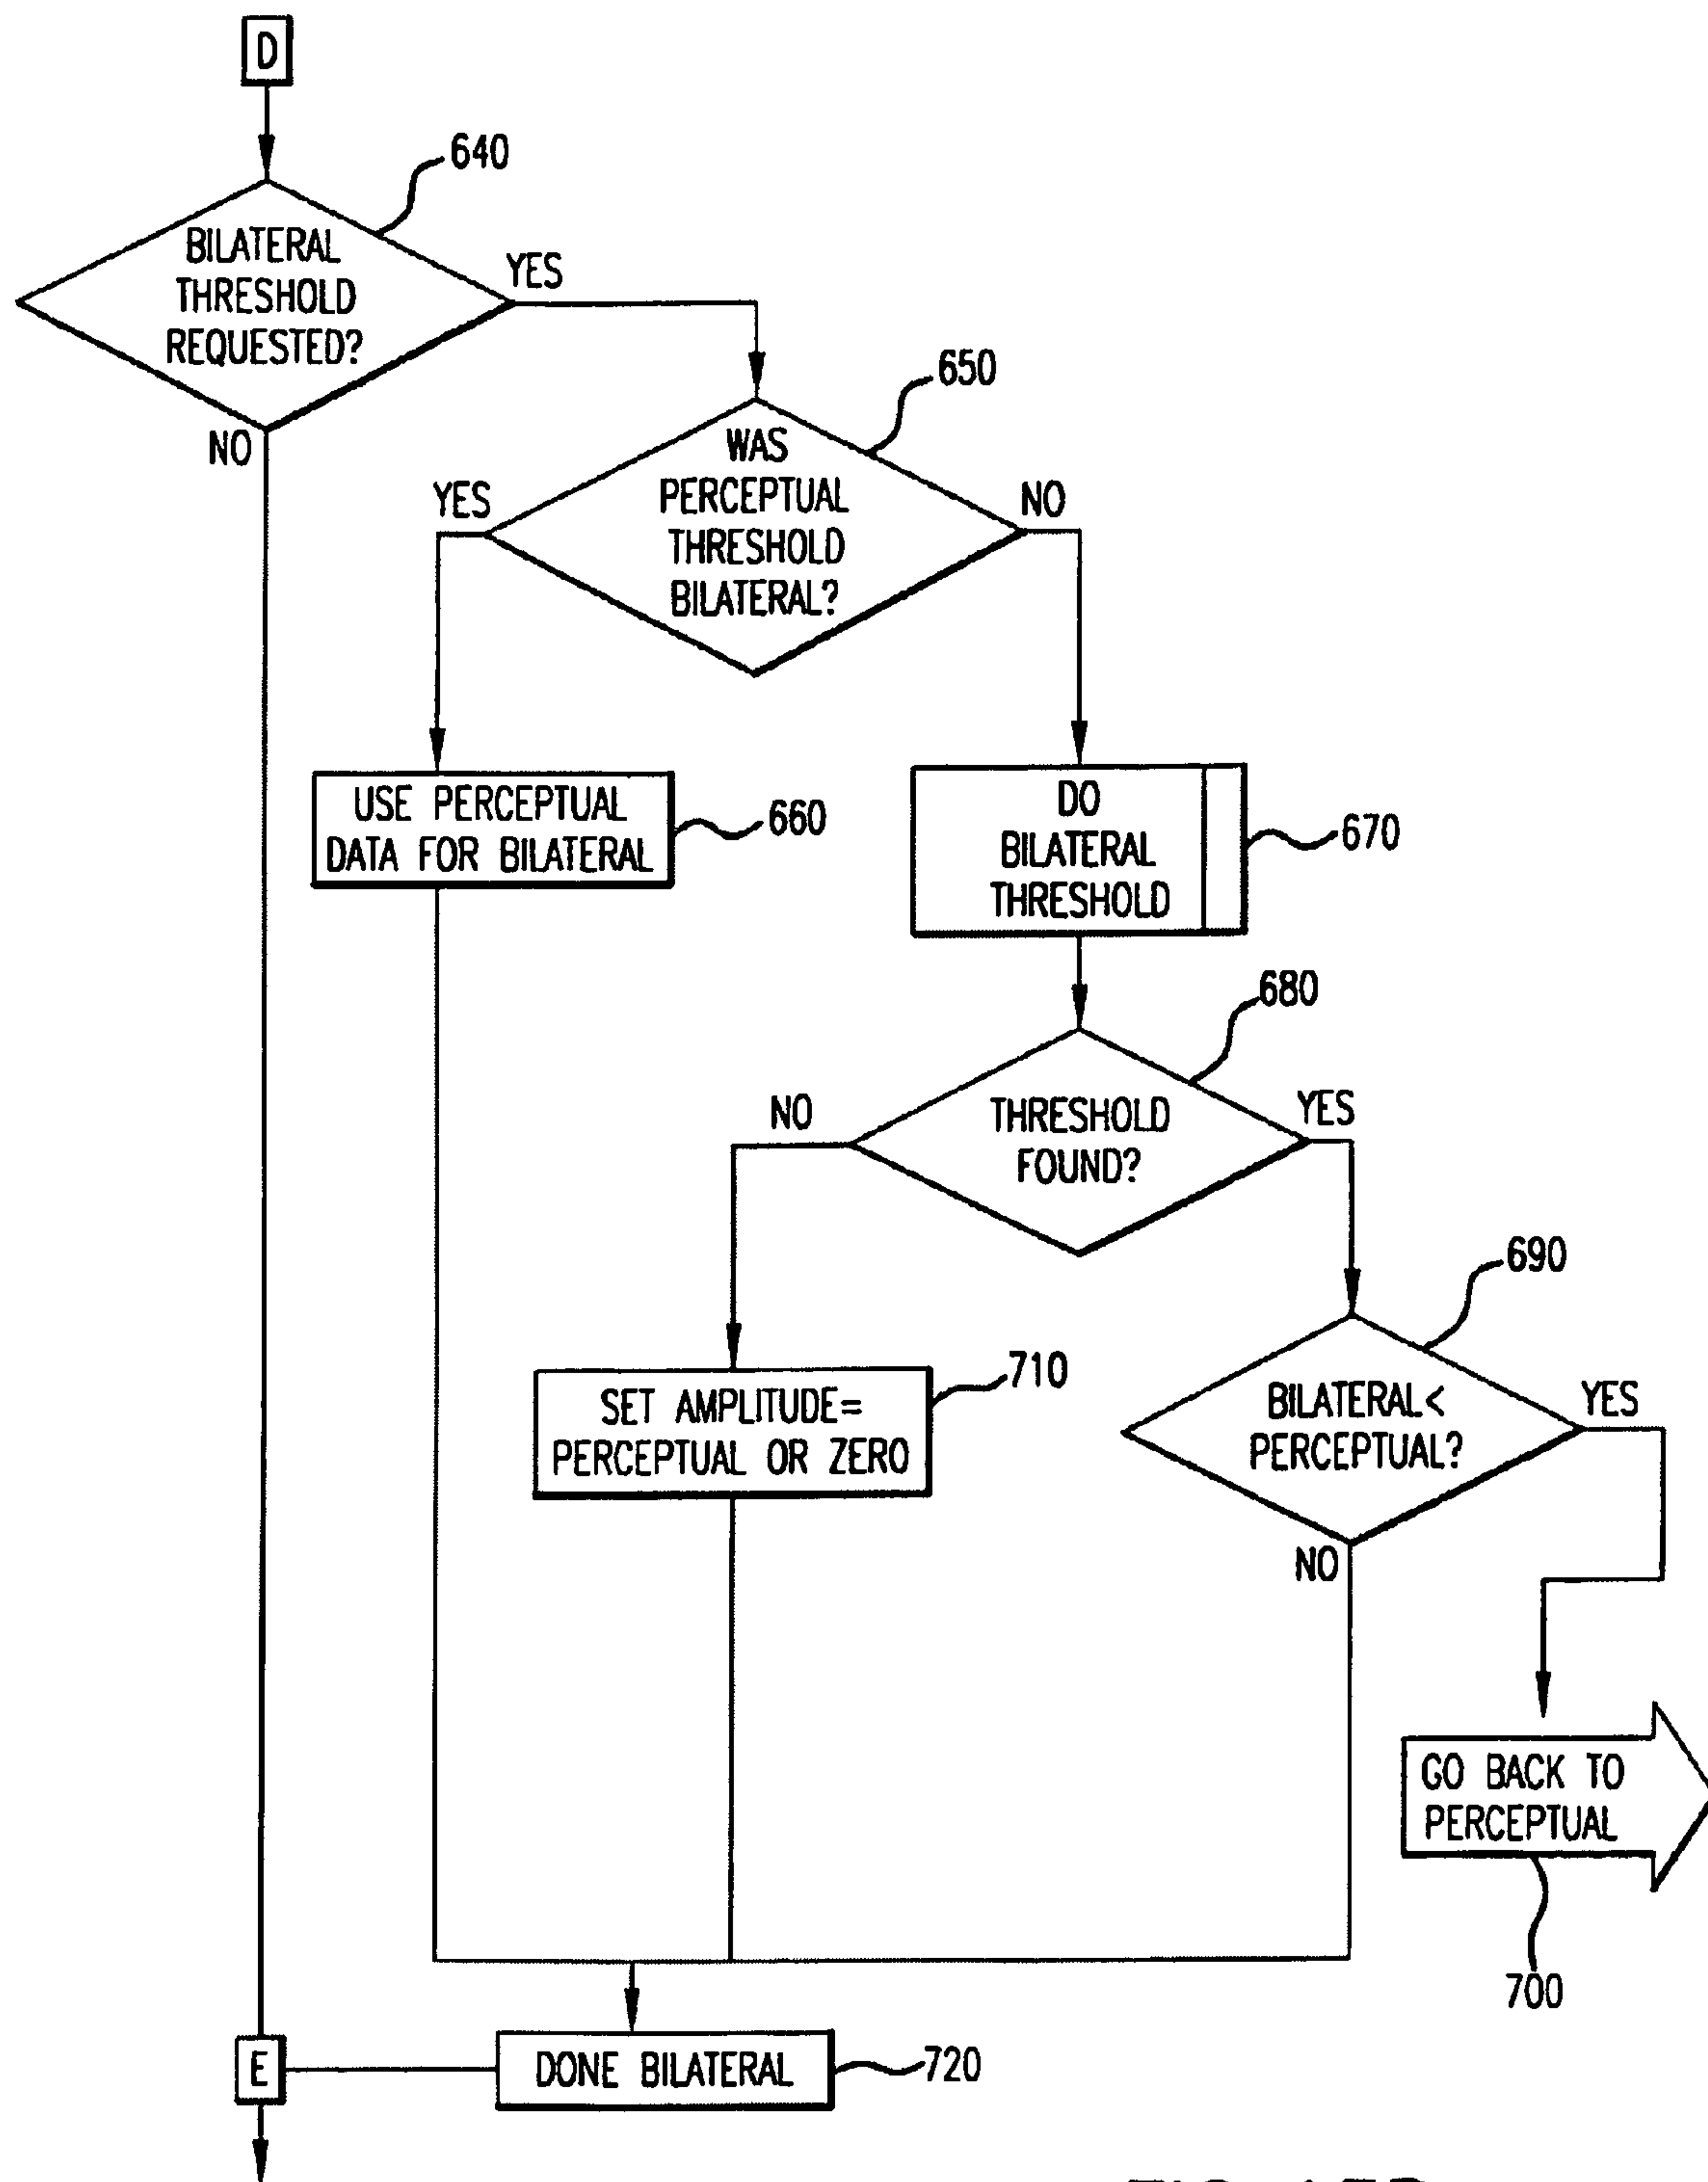 D
640
BILATERAL
THRESHOLD
REQUESTED?
YES
NO
650
WAS
PERCEPTUAL
THRESHOLD
BILATERAL?
YES
NO
USE PERCEPTUAL
DATA FOR BILATERAL
660
DO
BILATERAL
THRESHOLD
670
680
THRESHOLD
FOUND?
NO
YES
690
BILATERAL<
PERCEPTUAL?
YES
NO
SET AMPLITUDE=
PERCEPTUAL OR ZERO
710
GO BACK TO
PERCEPTUAL
700
E
DONE BILATERAL
720